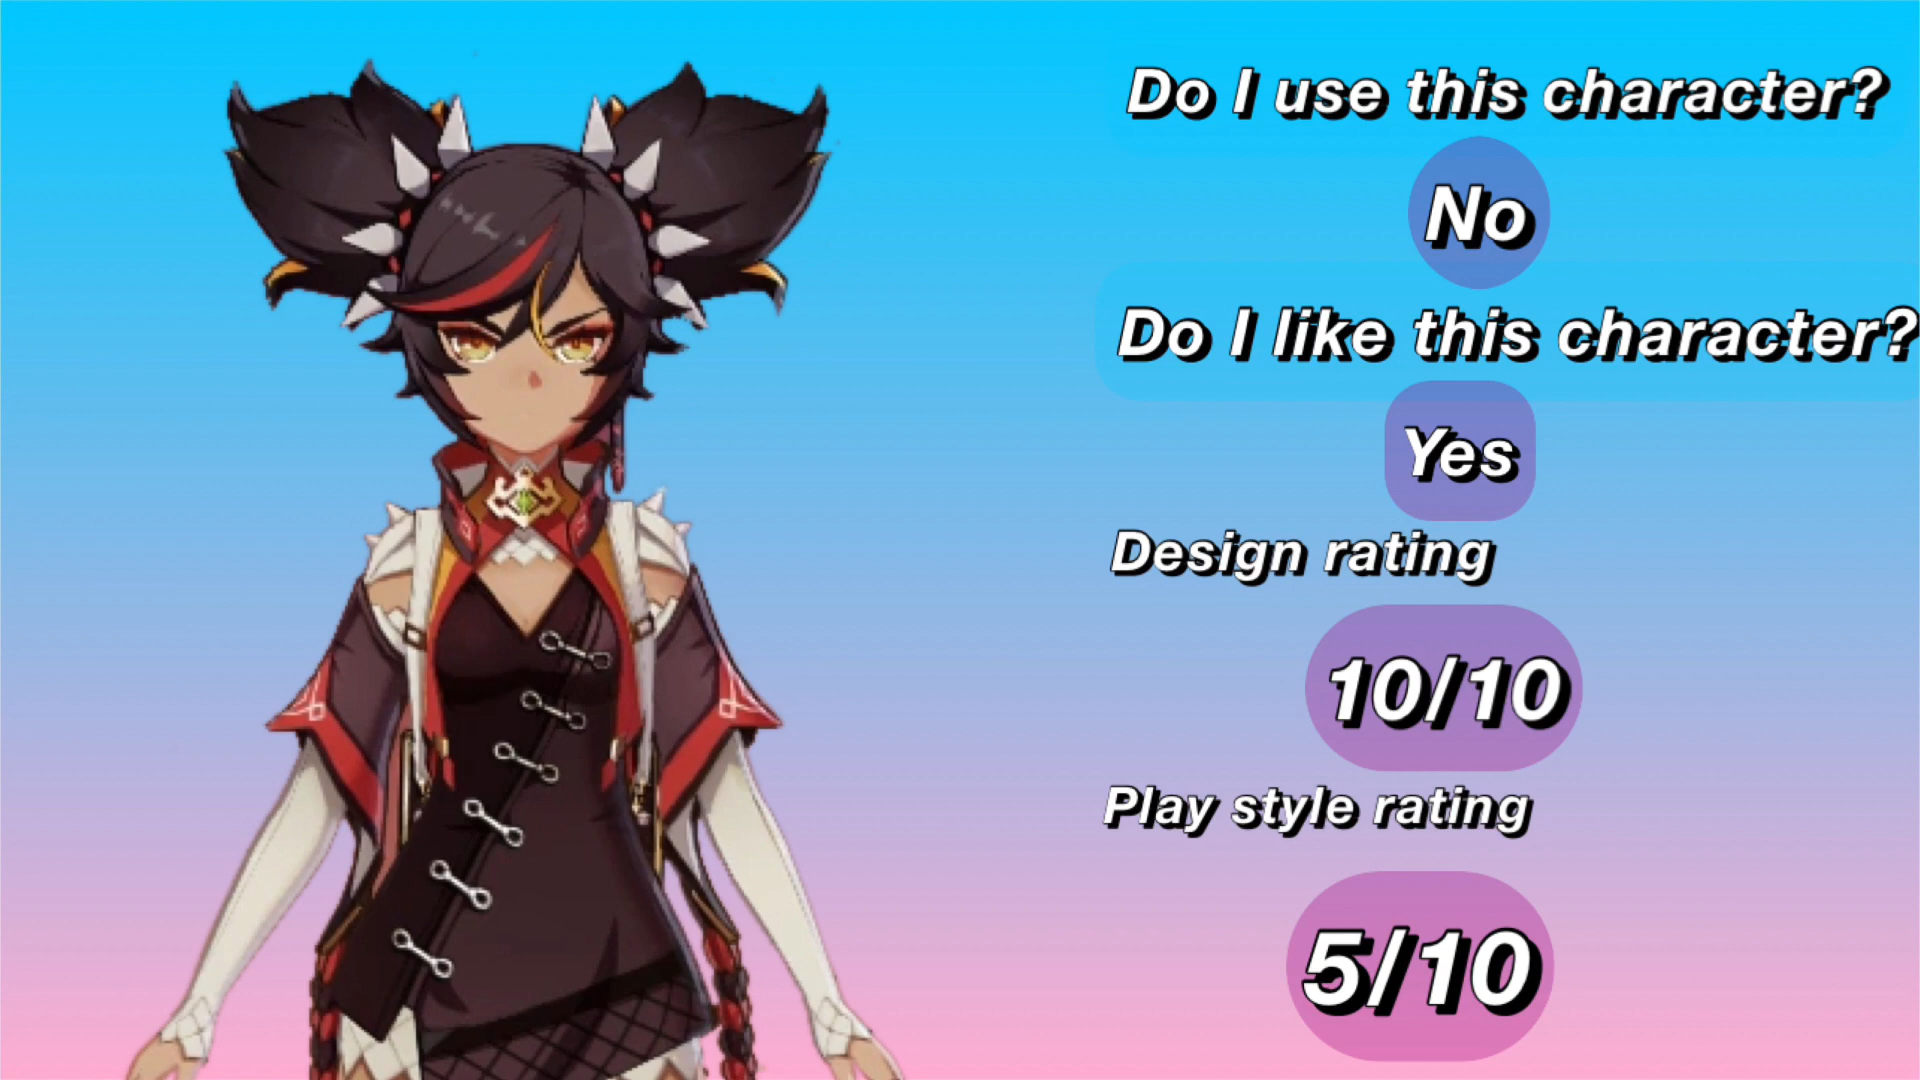 Do I use this character?
No
Do I like this character?
Yes
Design rating
10/10
Play style rating
5/10